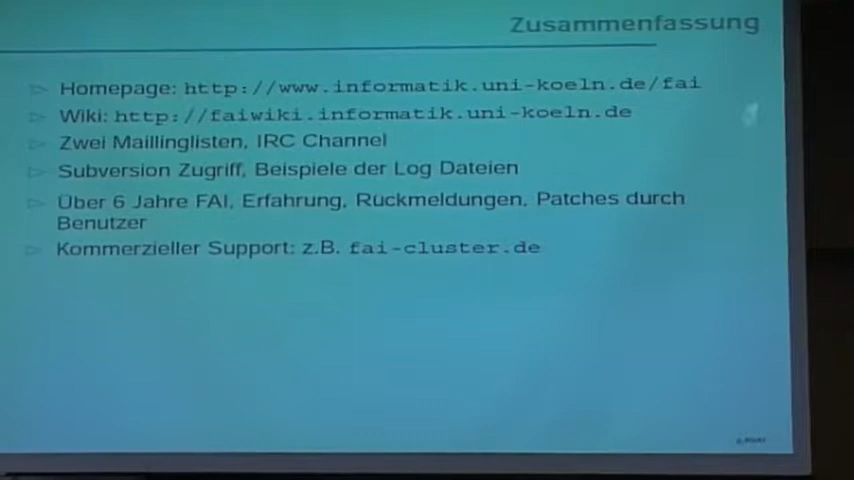 Zusammenfassung
Homepage: http://www.informatik.uni-koeln.de/fai
Wiki: http://faiwiki.informatik.uni-koeln.de
Zwei Maillinglisten, IRC Channel
Subversion Zugriff, Beispiele der Log Dateien
Über 6 Jahre FAI, Erfahrung, Rückmeldungen, Patches durch
Benutzer
Kommerzieller Support: z.B. fai-cluster.de